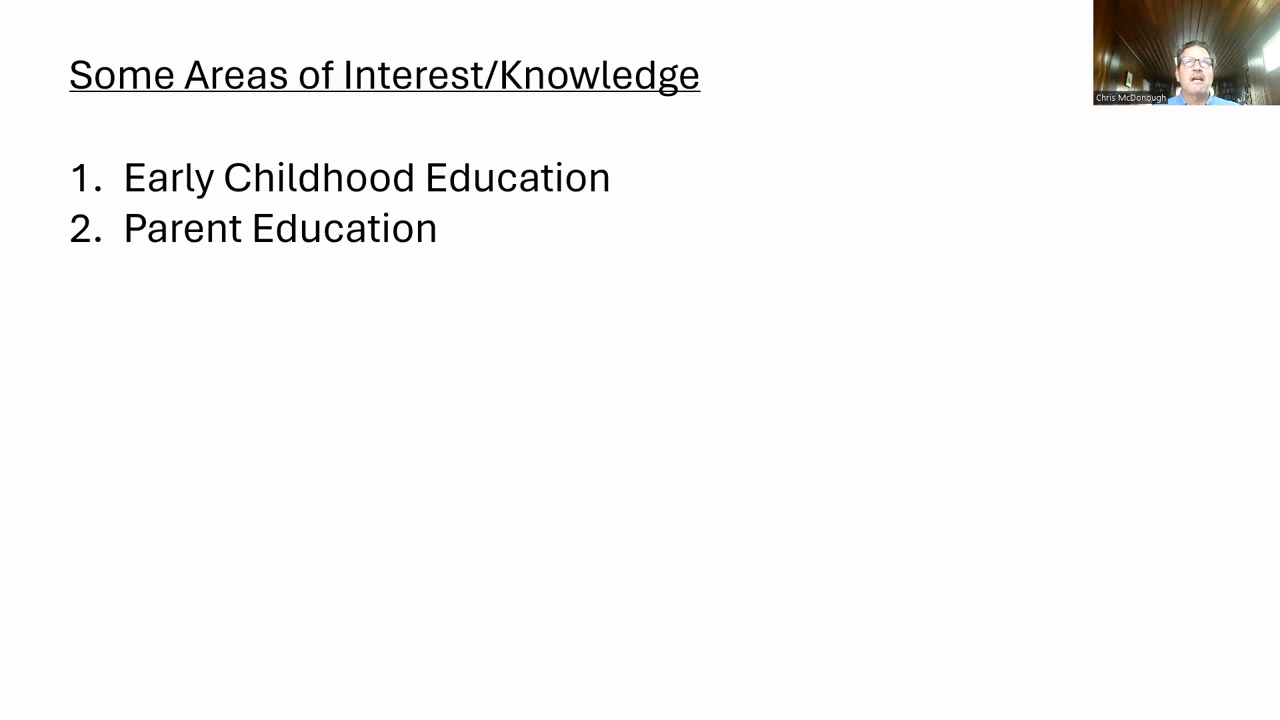 Some Areas of Interest/Knowledge
Chris McDonough
1. Early Childhood Education
2. Parent Education